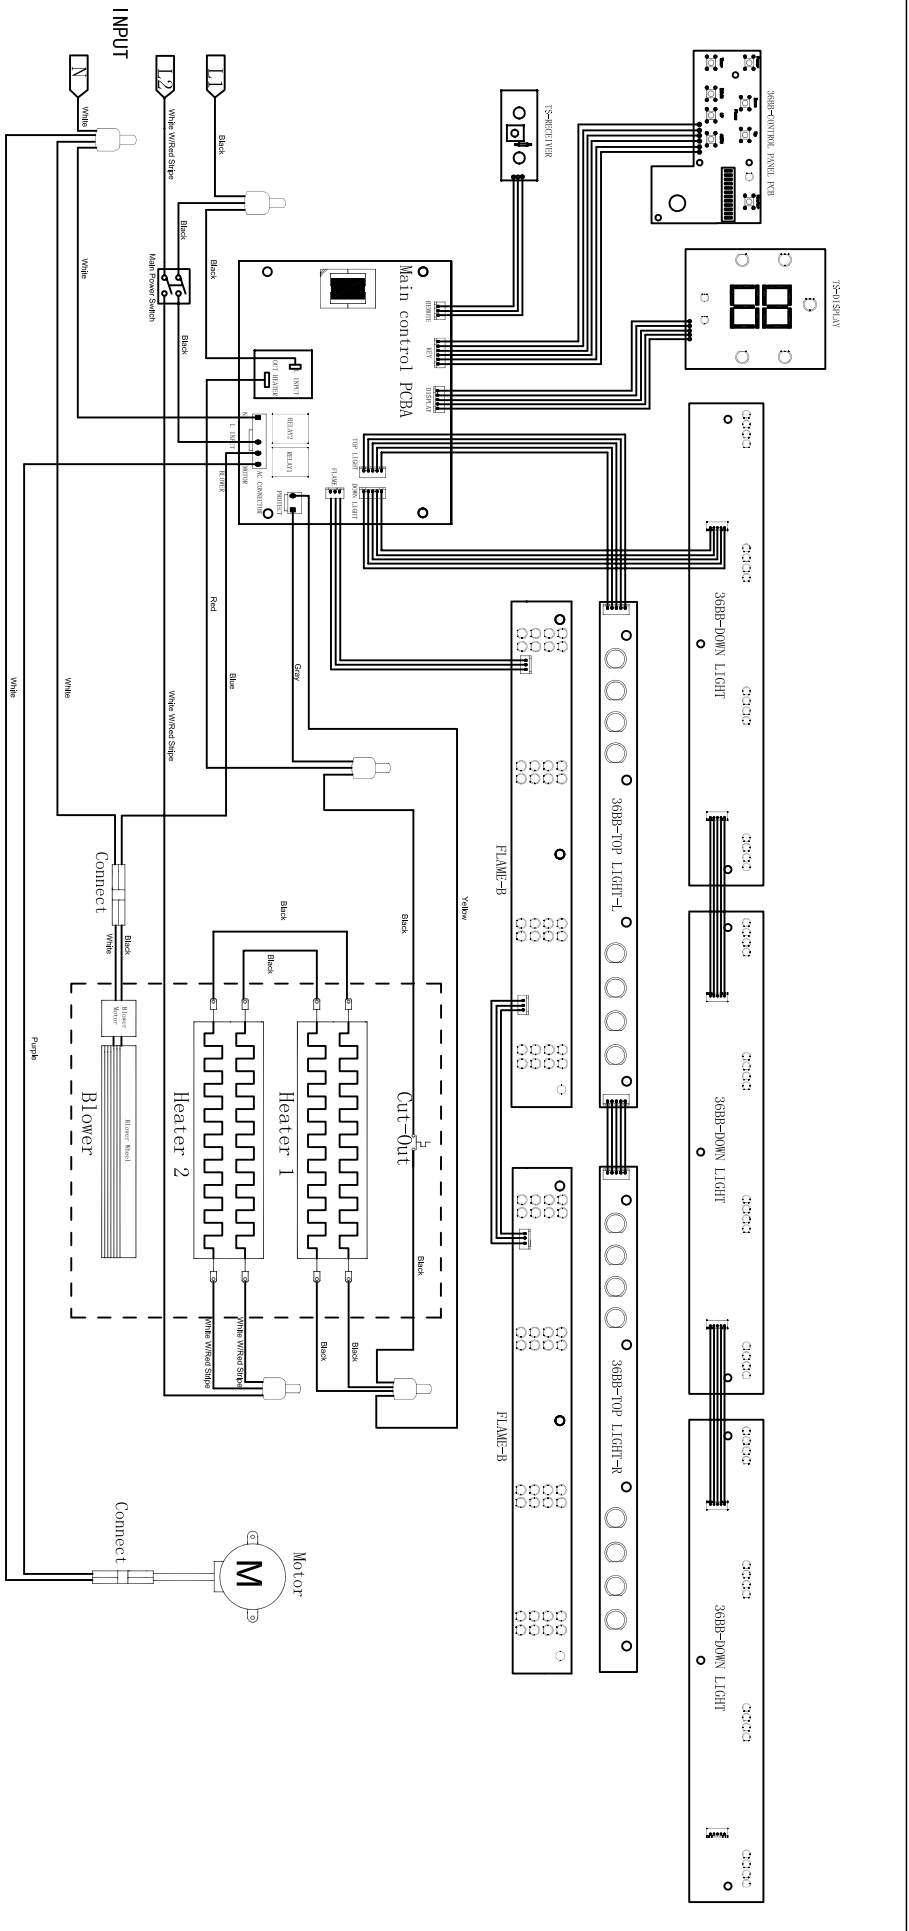 INPUT
N
L2
L1
White
White W/Red Stripe
Black
Black
Black
White
Main Power Switch
Black
36BB-CONTROL PANEL PCB
TS-RECEIVER
TS-DISPLAY
Main control PCBA
REMOTE
KEY
DISPLAY
L INPUT
OUT HEATER
RELAY2
RELAY1
N
L INPUT
MOTOR
BLOWER
AC CONNECTOR
PROTECT
TOP LIGHT
DOWN LIGHT
FLAME
Red
Gray
Blue
White W/Red Stripe
White
White
36BB-DOWN LIGHT
36BB-TOP LIGHT-L
FLAME-B
Yellow
Black
Black
Black
Connect
Black
White
Blower Motor
Blower Wheel
Blower
Heater 2
Heater 1
Cut-Out
Purple
Black
White W/Red Stripe
White W/Red Stripe
Black
Black
36BB-DOWN LIGHT
36BB-TOP LIGHT-R
FLAME-B
Connect
Motor
M
36BB-DOWN LIGHT